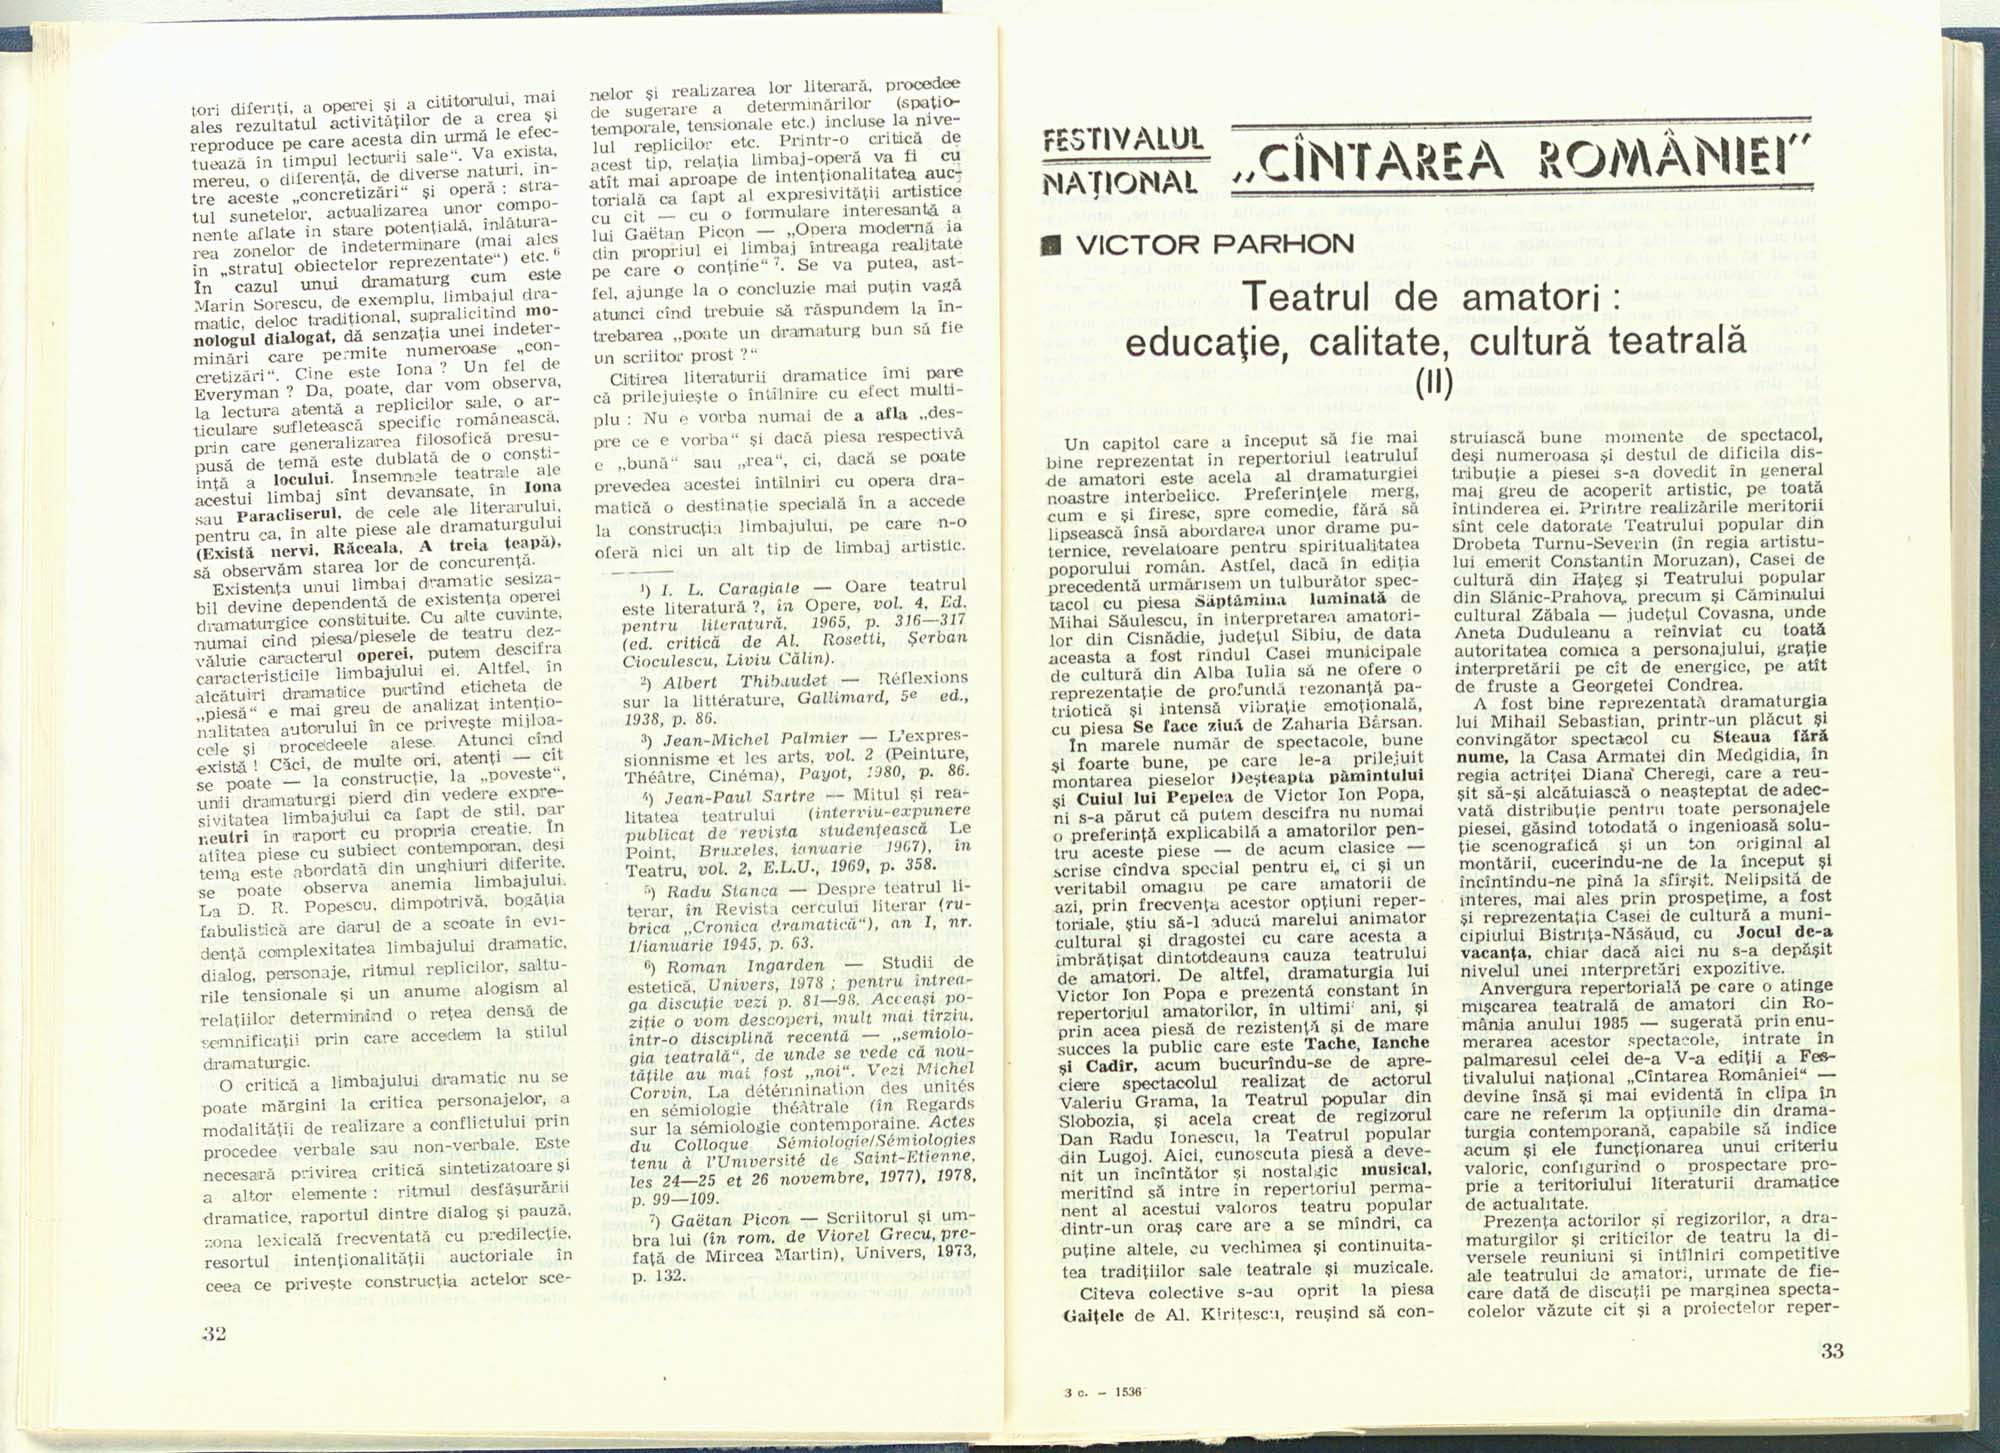 tori diferiți, a operei și a cititorului, mai
ales rezultatul activităților de a crea și
reproduce pe care acesta din urmă le efec-
tuează în timpul lecturii sale“. Va exista,
mereu, o diferență, de diverse naturi, în-
tre aceste „concretizări“ și operă : stra-
tul sunetelor, actualizarea unor compo-
nente aflate în stare potențială, înlătura-
rea zonelor de indeterminare (mai ales
în „stratul obiectelor reprezentate“) etc. 6
În cazul unui dramaturg cum este
Marin Sorescu, de exemplu, limbajul dra-
matic, deloc tradițional, supralicitînd mo-
nologul dialogat, dă senzația unei indeter-
minări care permite numeroase „con-
cretizări“. Cine este Iona ? Un fel de
Everyman ? Da, poate, dar vom observa,
la lectura atentă a replicilor sale, o ar-
ticulare sufletească specific românească,
prin care generalizarea filosofică presu-
pusă de temă este dublată de o conști-
ință a locului. Însemnele teatrale ale
acestui limbaj sînt devansate, în Iona
sau Paracliserul, de cele ale literarului,
pentru ca, în alte piese ale dramaturgului
(Există nervi, Răceala, A treia țeapă),
să observăm starea lor de concurență.
Existența unui limbaj dramatic sesiza-
bil devine dependentă de existența operei
dramaturgice constituite. Cu alte cuvinte,
numai cînd piesa/piesele de teatru dez-
văluie caracterul operei, putem descifra
caracteristicile limbajului ei. Altfel, în
alcătuiri dramatice purtînd eticheta de
„piesă“ e mai greu de analizat intențio-
nalitatea autorului în ce privește mijloa-
cele și procedeele alese. Atunci cînd
există ! Căci, de multe ori, atenți — cît
se poate — la construcție, la „poveste“,
unii dramaturgi pierd din vedere expre-
sivitatea limbajului ca fapt de stil, par
neutri în raport cu propria creație. În
atîtea piese cu subiect contemporan, deși
tema este abordată din unghiuri diferite,
se poate observa anemia limbajului.
La D. R. Popescu, dimpotrivă, bogăția
fabulistică are darul de a scoate în evi-
dență complexitatea limbajului dramatic,
dialog, personaje, ritmul replicilor, saltu-
rile tensionale și un anume alogism al
relațiilor determinînd o rețea densă de
semnificații prin care accedem la stilul
dramaturgic.
O critică a limbajului dramatic nu se
poate mărgini la critica personajelor, a
modalității de realizare a conflictului prin
procedee verbale sau non-verbale. Este
necesară privirea critică sintetizatoare și
a altor elemente : ritmul desfășurării
dramatice, raportul dintre dialog și pauză,
zona lexicală frecventată cu predilecție,
resortul intenționalității auctoriale în
ceea ce privește construcția actelor sce-
32
nelor și realizarea lor literară, procedee
de sugerare a determinărilor (spațio-
temporale, tensionale etc.) incluse la nive-
lul replicilor etc. Printr-o critică de
acest tip, relația limbaj-operă va fi cu
atît mai aproape de intenționalitatea auc-
torială ca fapt al expresivității artistice
cu cît — cu o formulare interesantă a
lui Gaëtan Picon — „Opera modernă ia
din propriul ei limbaj întreaga realitate
pe care o conține“ 7. Se va putea, ast-
fel, ajunge la o concluzie mai puțin vagă
atunci cînd trebuie să răspundem la în-
trebarea „poate un dramaturg bun să fie
un scriitor prost ?“
Citirea literaturii dramatice îmi pare
că prilejuiește o întîlnire cu efect multi-
plu : Nu e vorba numai de a afla „des-
pre ce e vorba“ și dacă piesa respectivă
e „bună“ sau „rea“, ci, dacă se poate
prevedea acestei întîlniri cu opera dra-
matică o destinație specială în a accede
la construcția limbajului, pe care n-o
oferă nici un alt tip de limbaj artistic.
1) I. L. Caragiale — Oare teatrul
este literatură ?, în Opere, vol. 4, Ed.
pentru literatură, 1965, p. 316—317
(ed. critică de Al. Rosetti, Șerban
Cioculescu, Liviu Călin).
2) Albert Thibaudet — Réflexions
sur la littérature, Gallimard, 5e ed.,
1938, p. 86.
3) Jean-Michel Palmier — L’expres-
sionnisme et les arts, vol. 2 (Peinture,
Théâtre, Cinéma), Payot, 1980, p. 86.
4) Jean-Paul Sartre — Mitul și rea-
litatea teatrului (interviu-expunere
publicat de revista studențească Le
Point, Bruxeles, ianuarie 1967), în
Teatru, vol. 2, E.L.U., 1969, p. 358.
5) Radu Stanca — Despre teatrul li-
terar, în Revista cercului literar (ru-
brica „Cronica dramatică“), an I, nr.
1/ianuarie 1945, p. 63.
6) Roman Ingarden — Studii de
estetică, Univers, 1978 ; pentru întrea-
ga discuție vezi p. 81—98. Aceeași po-
ziție o vom descoperi, mult mai tîrziu,
într-o disciplină recentă — „semiolo-
gia teatrală“, de unde se vede că nou-
tățile au mai fost „noi“. Vezi Michel
Corvin, La détérmination des unités
en sémiologie théâtrale (în Regards
sur la sémiologie contemporaine. Actes
du Colloque Sémiologie/Sémiologies
tenu à l’Université de Saint-Etienne,
les 24—25 et 26 novembre, 1977), 1978,
p. 99—109.
7) Gaëtan Picon — Scriitorul și um-
bra lui (în rom. de Viorel Grecu, pre-
față de Mircea Martin), Univers, 1973,
p. 132.
FESTIVALUL
NAȚIONAL
„CÎNTAREA ROMÂNIEI”
■ VICTOR PARHON
Teatrul de amatori :
educație, calitate, cultură teatrală
(II)
Un capitol care a început să fie mai
bine reprezentat în repertoriul teatrului
de amatori este acela al dramaturgiei
noastre interbelice. Preferințele merg,
cum e și firesc, spre comedie, fără să
lipsească însă abordarea unor drame pu-
ternice, revelatoare pentru spiritualitatea
poporului român. Astfel, dacă în ediția
precedentă urmărisem un tulburător spec-
tacol cu piesa Săptămîna luminată de
Mihai Săulescu, în interpretarea amatori-
lor din Cisnădie, județul Sibiu, de data
aceasta a fost rîndul Casei municipale
de cultură din Alba Iulia să ne ofere o
reprezentație de profundă rezonanță pa-
triotică și intensă vibrație emoțională,
cu piesa Se face ziuă de Zaharia Bârsan.
În marele număr de spectacole, bune
și foarte bune, pe care le-a prilejuit
montarea pieselor Deșteapta pămîntului
și Cuiul lui Pepelea de Victor Ion Popa,
ni s-a părut că putem descifra nu numai
o preferință explicabilă a amatorilor pen-
tru aceste piese — de acum clasice —
scrise cîndva special pentru ei, ci și un
veritabil omagiu pe care amatorii de
azi, prin frecvența acestor opțiuni reper-
toriale, știu să-l aducă marelui animator
cultural și dragostei cu care acesta a
îmbrățișat dintotdeauna cauza teatrului
de amatori. De altfel, dramaturgia lui
Victor Ion Popa e prezentă constant în
repertoriul amatorilor, în ultimii ani, și
prin acea piesă de rezistență și de mare
succes la public care este Tache, Ianche
și Cadîr, acum bucurîndu-se de apre-
ciere spectacolul realizat de actorul
Valeriu Grama, la Teatrul popular din
Slobozia, și acela creat de regizorul
Dan Radu Ionescu, la Teatrul popular
din Lugoj. Aici, cunoscuta piesă a deve-
nit un încîntător și nostalgic musical,
meritînd să intre în repertoriul perma-
nent al acestui valoros teatru popular
dintr-un oraș care are a se mîndri, ca
puține altele, cu vechimea și continuita-
tea tradițiilor sale teatrale și muzicale.
Cîteva colective s-au oprit la piesa
Gaițele de Al. Kirițescu, reușind să con-
struiască bune momente de spectacol,
deși numeroasa și destul de dificila dis-
tribuție a piesei s-a dovedit în general
mai greu de acoperit artistic, pe toată
întinderea ei. Printre realizările meritorii
sînt cele datorate Teatrului popular din
Drobeta Turnu-Severin (în regia artistu-
lui emerit Constantin Moruzan), Casei de
cultură din Hațeg și Teatrului popular
din Slănic-Prahova, precum și Căminului
cultural Zăbala — județul Covasna, unde
Aneta Duduleanu a reînviat cu toată
autoritatea comică a personajului, grație
interpretării pe cît de energice, pe atît
de fruste a Georgetei Condrea.
A fost bine reprezentată dramaturgia
lui Mihail Sebastian, printr-un plăcut și
convingător spectacol cu Steaua fără
nume, la Casa Armatei din Medgidia, în
regia actriței Diana Cheregi, care a reu-
șit să-și alcătuiască o neașteptat de adec-
vată distribuție pentru toate personajele
piesei, găsind totodată o ingenioasă solu-
ție scenografică și un ton original al
montării, cucerindu-ne de la început și
încîntîndu-ne pînă la sfîrșit. Nelipsită de
interes, mai ales prin prospețime, a fost
și reprezentația Casei de cultură a muni-
cipiului Bistrița-Năsăud, cu Jocul de-a
vacanța, chiar dacă aici nu s-a depășit
nivelul unei interpretări expozitive.
Anvergura repertorială pe care o atinge
mișcarea teatrală de amatori din Ro-
mânia anului 1985 — sugerată prin enu-
merarea acestor spectacole, intrate în
palmaresul celei de-a V-a ediții a Fes-
tivalului național „Cîntarea României“ —
devine însă și mai evidentă în clipa în
care ne referim la opțiunile din drama-
turgia contemporană, capabile să indice
acum și ele funcționarea unui criteriu
valoric, configurînd o prospectare pro-
prie a teritoriului literaturii dramatice
de actualitate.
Prezența actorilor și regizorilor, a dra-
maturgilor și criticilor de teatru la di-
versele reuniuni și întîlniri competitive
ale teatrului de amatori, urmate de fie-
care dată de discuții pe marginea specta-
colelor văzute cît și a proiectelor reper-
33
3 c. – 1536